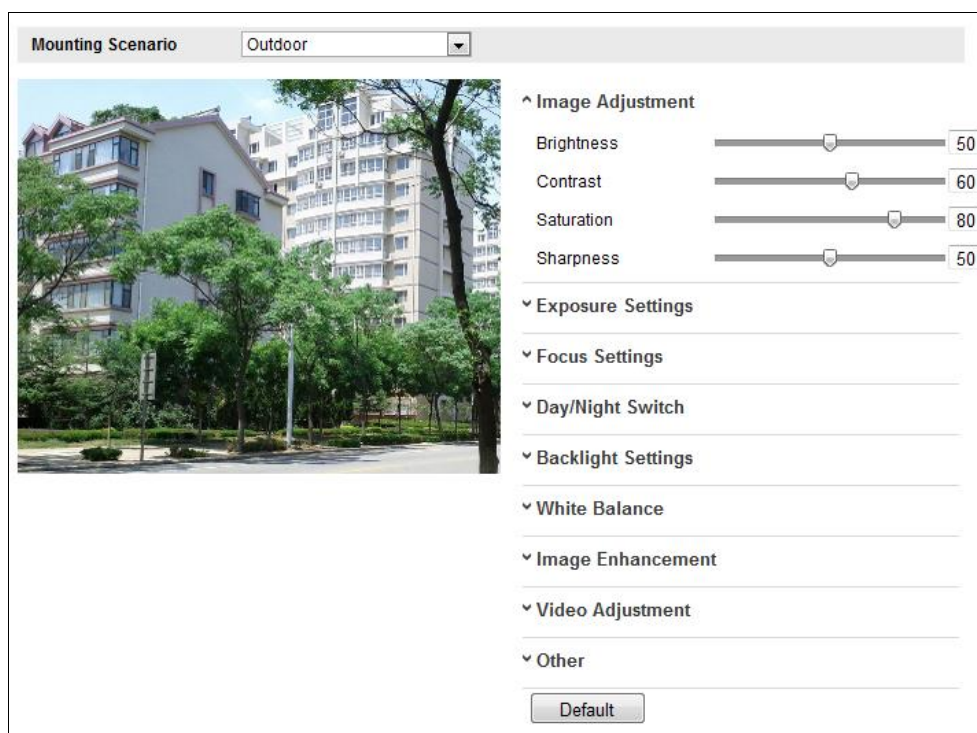 Mounting Scenario Outdoor
Image Adjustment
Brightness 50
Contrast 60
Saturation 80
Sharpness 50
Exposure Settings
Focus Settings
Day/Night Switch
Backlight Settings
White Balance
Image Enhancement
Video Adjustment
Other
Default